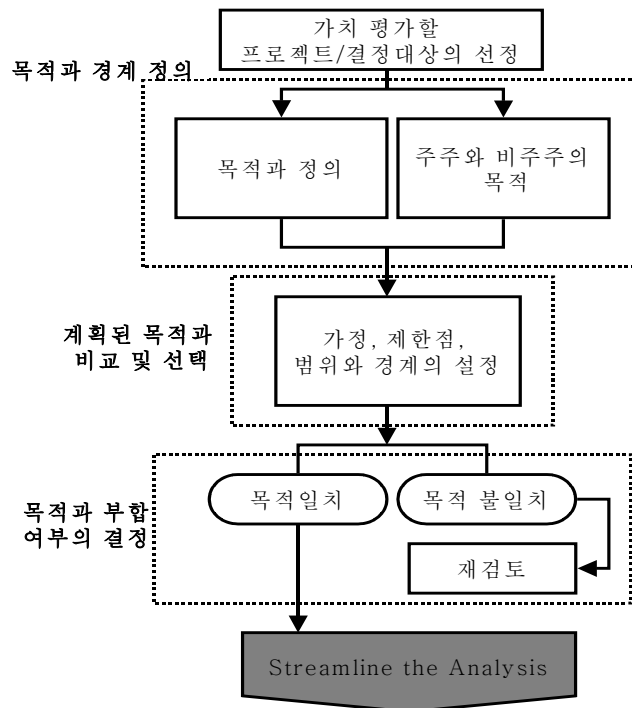 가치 평가할
프로젝트/결정대상의 선정
목적과 경계 정의
목적과 정의
주주와 비주주의
목적
계획된 목적과
비교 및 선택
가정, 제한점,
범위와 경계의 설정
목적과 부합
여부의 결정
목적일치
목적 불일치
재검토
Streamline the Analysis